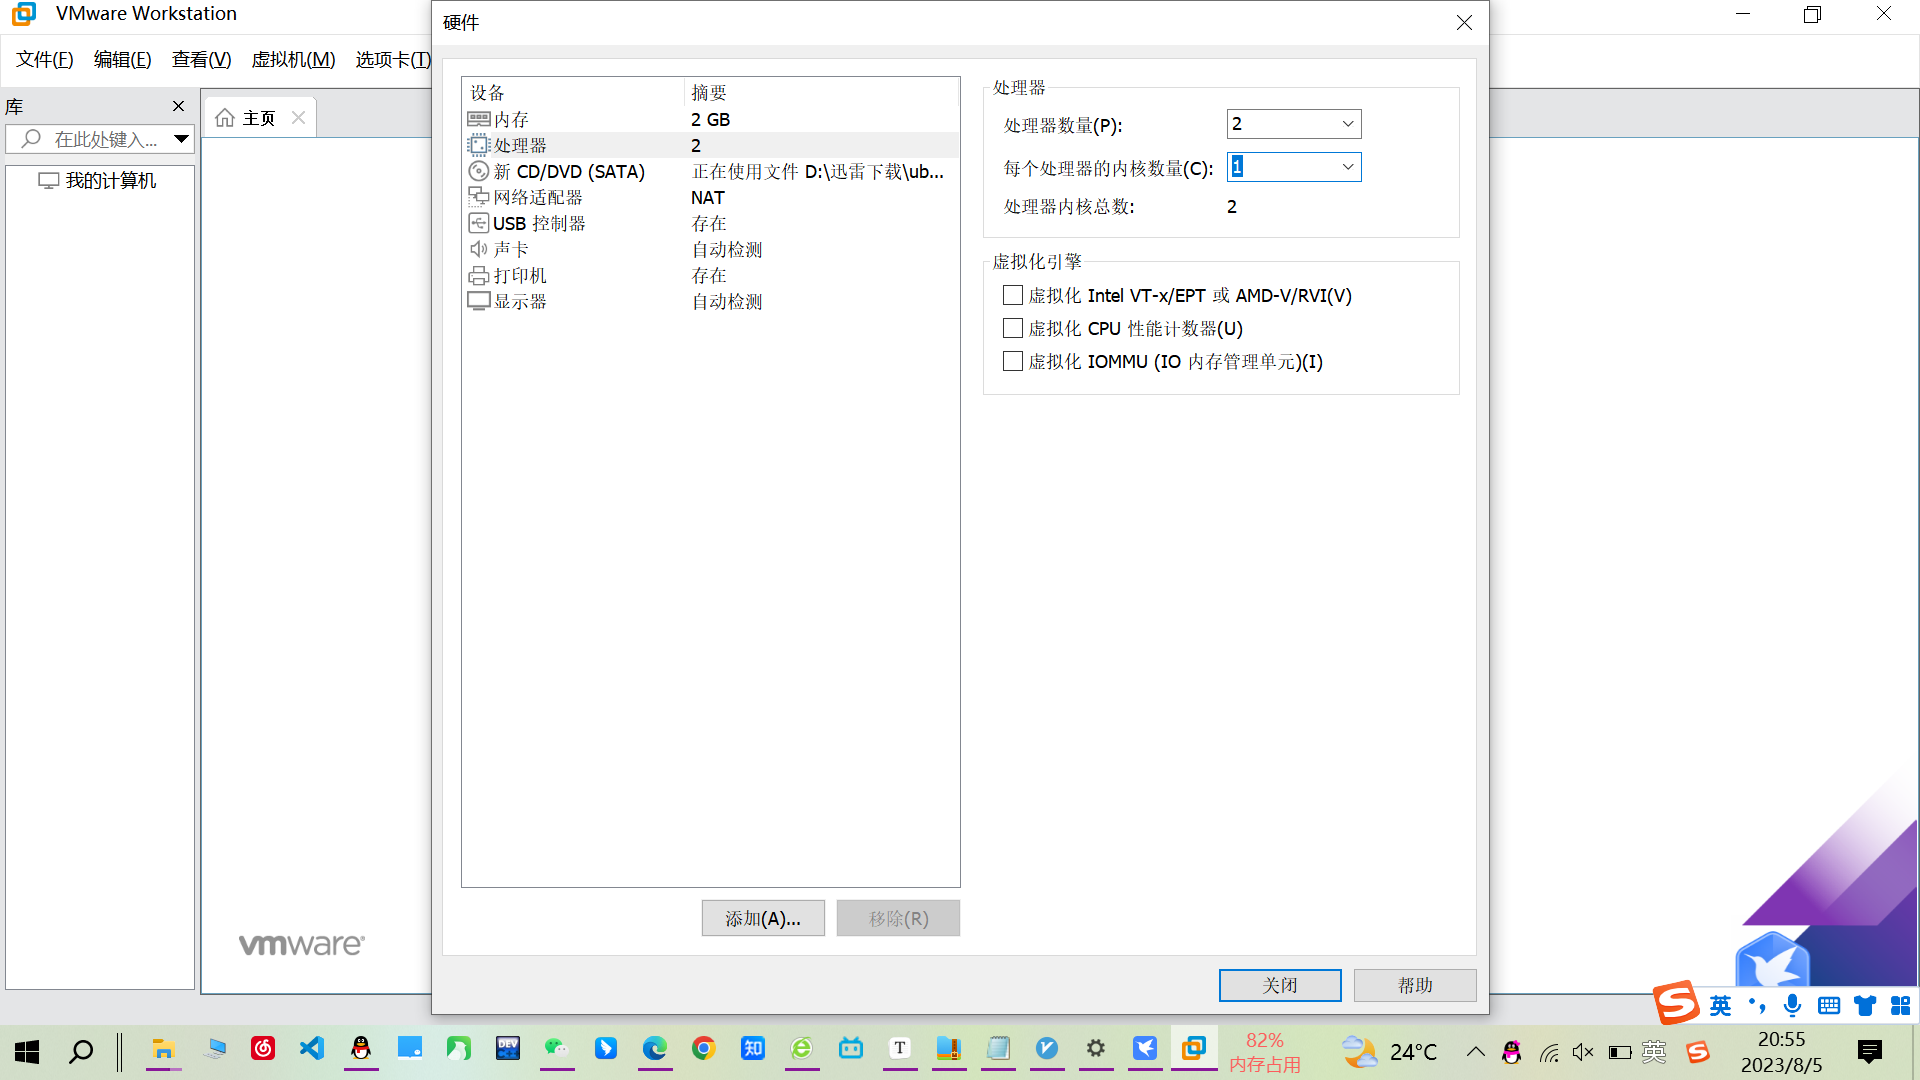 VMware Workstation
文件(F) 编辑(E) 查看(V) 虚拟机(M) 选项卡(T)
库
在此处键入...
我的计算机
主页
vmware
硬件
设备 摘要
内存 2 GB
处理器 2
新 CD/DVD (SATA) 正在使用文件 D:\迅雷下载\ub...
网络适配器 NAT
USB 控制器 存在
声卡 自动检测
打印机 存在
显示器 自动检测
添加(A)... 移除(R)
处理器
处理器数量(P): 2
每个处理器的内核数量(C): 1
处理器内核总数: 2
虚拟化引擎
虚拟化 Intel VT-x/EPT 或 AMD-V/RVI(V)
虚拟化 CPU 性能计数器(U)
虚拟化 IOMMU (IO 内存管理单元)(I)
关闭 帮助
英
DEV
知
T
82%
内存占用
24°C
英
20:55
2023/8/5